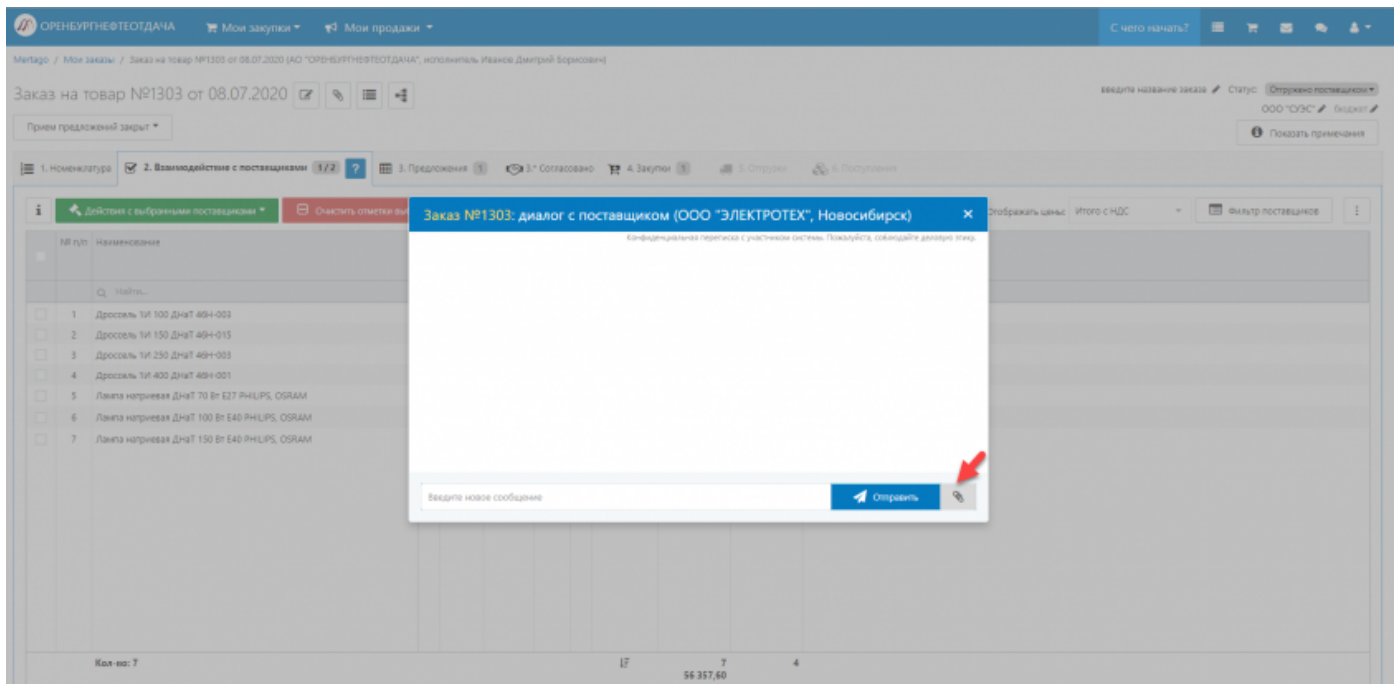 ОРЕНБУРГНЕФТЕОТДАЧА Мои закупки Мои продажи С чего начать?
Mertago / Мои заказы / Заказ на товар №1303 от 08.07.2020 (АО "ОРЕНБУРГНЕФТЕОТДАЧА", исполнитель Иванов Дмитрий Борисович)
Заказ на товар №1303 от 08.07.2020
введите название заказа Статус: Отгружено поставщиком
ООО "СУЭС" бюджет
Прием предложений закрыт Показать примечания
1. Номенклатура 2. Взаимодействие с поставщиками 1/2 ? 3. Предложения 1 3.* Согласовано 4. Закупки 1 5. Отгрузки 6. Поступления
i Действия с выбранными поставщиками Очистить отметки Отображать цены: Итого с НДС Фильтр поставщиков
Заказ №1303: диалог с поставщиком (ООО "ЭЛЕКТРОТЕХ", Новосибирск) ×
Конфиденциальная переписка с участником системы. Пожалуйста, соблюдайте деловую этику.
№ п/п Наименование
Найти...
1 Дроссель 1И 100 ДНаТ 46Н-003
2 Дроссель 1И 150 ДНаТ 46Н-015
3 Дроссель 1И 250 ДНаТ 46Н-003
4 Дроссель 1И 400 ДНаТ 46Н-001
5 Лампа натриевая ДНаТ 70 Вт Е27 PHILIPS, OSRAM
6 Лампа натриевая ДНаТ 100 Вт Е40 PHILIPS, OSRAM
7 Лампа натриевая ДНаТ 150 Вт Е40 PHILIPS, OSRAM
Введите новое сообщение Отправить
Кол-во: 7 7 4
56 357,60